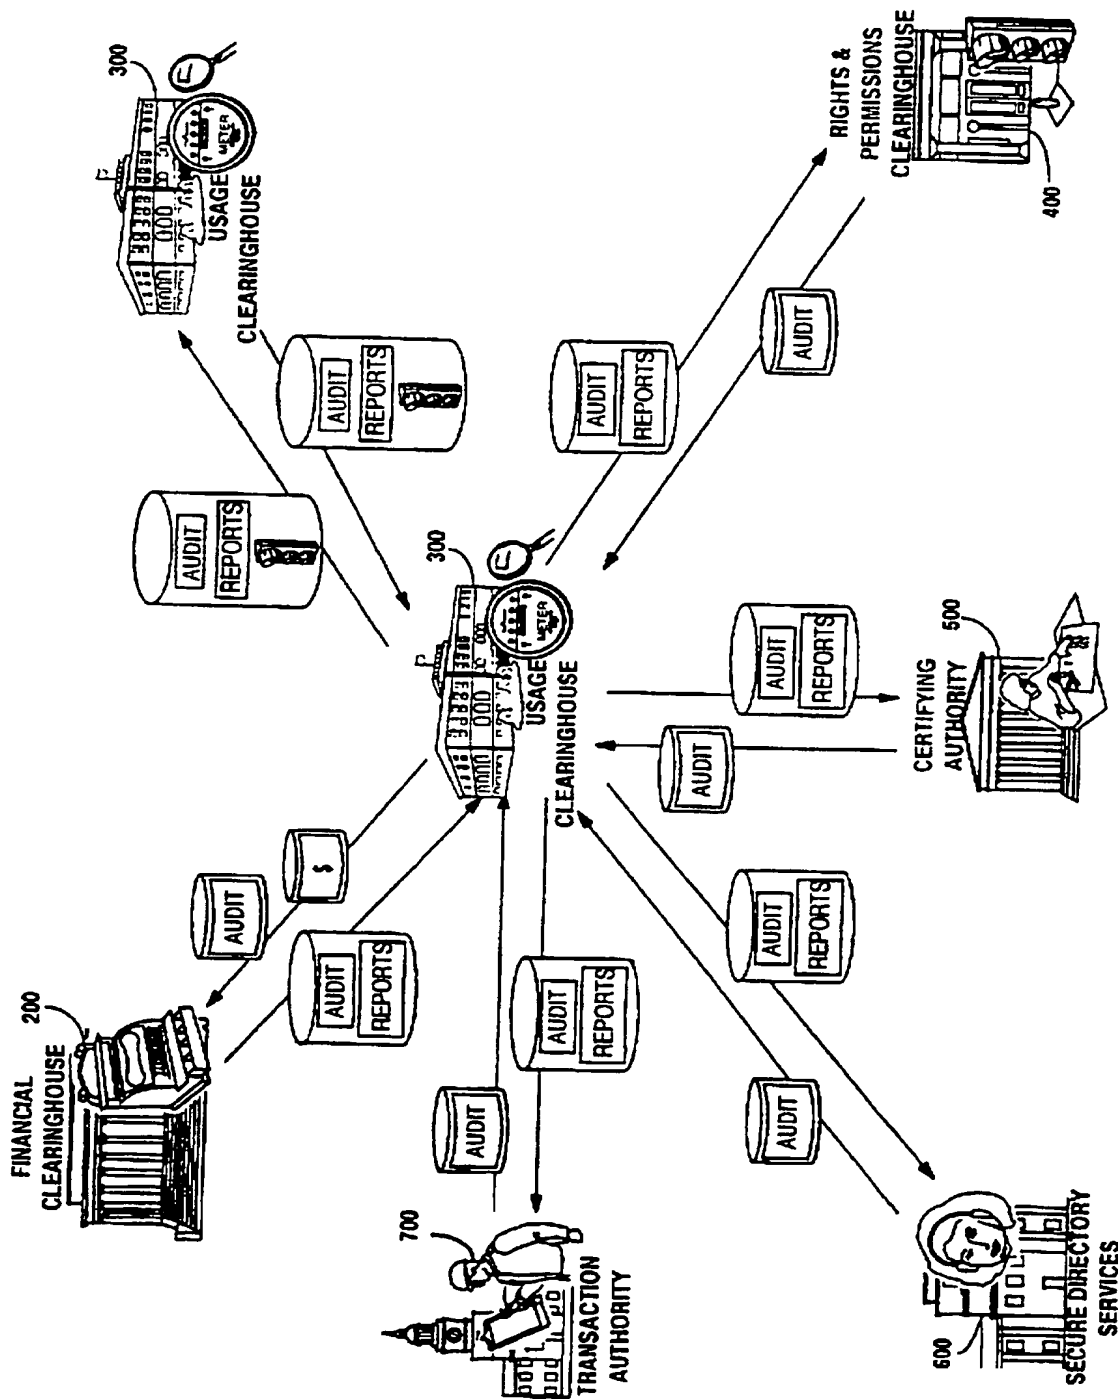 FINANCIAL
CLEARINGHOUSE
200
300
METER
USAGE
CLEARINGHOUSE
AUDIT
REPORTS
AUDIT
$
AUDIT
REPORTS
AUDIT
REPORTS
700
TRANSACTION
AUTHORITY
AUDIT
AUDIT
REPORTS
300
METER
USAGE
CLEARINGHOUSE
AUDIT
REPORTS
AUDIT
AUDIT
REPORTS
AUDIT
AUDIT
REPORTS
AUDIT
RIGHTS &
PERMISSIONS
CLEARINGHOUSE
400
600
SECURE DIRECTORY
SERVICES
CERTIFYING
AUTHORITY
500